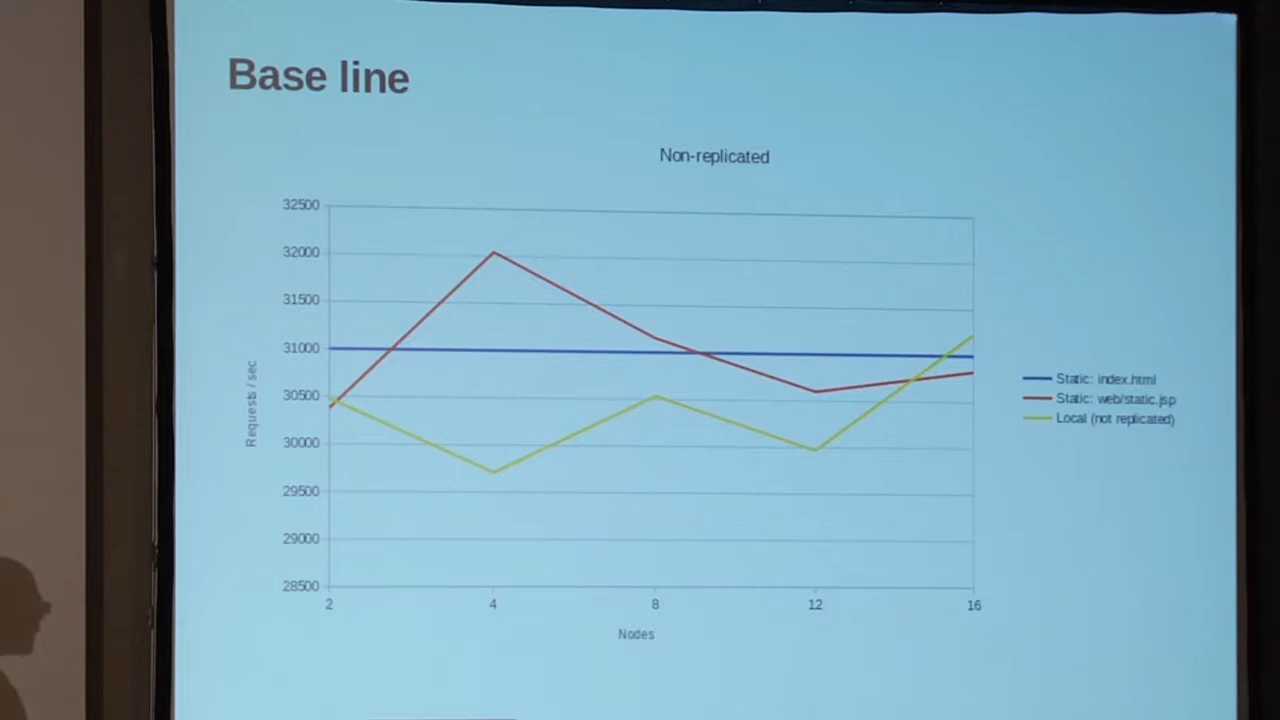 Base line
Non-replicated
32500
32000
31500
31000
30500
30000
29500
29000
28500
Requests / sec
2 4 8 12 16
Nodes
Static: index.html
Static: web/static.jsp
Local (not replicated)